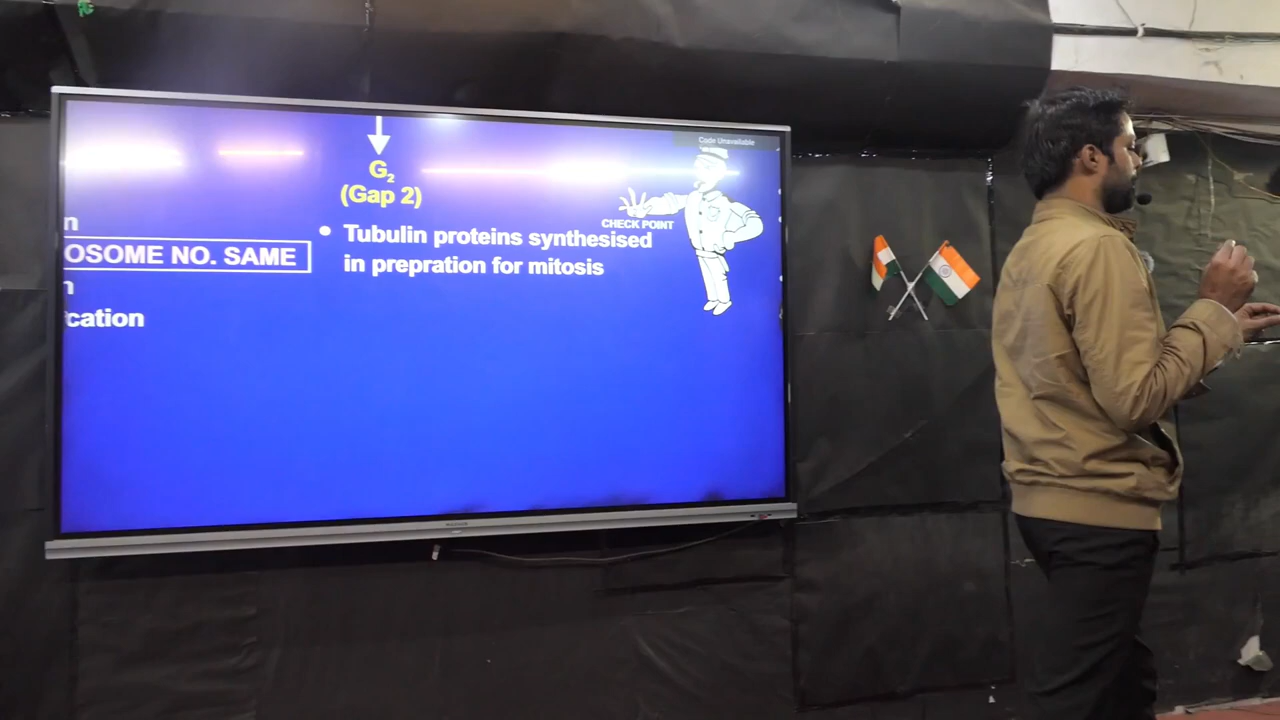 Code Unavailable
G₂
(Gap 2)
CHECK POINT
n
OSOME NO. SAME
n
cation
• Tubulin proteins synthesised
in prepration for mitosis